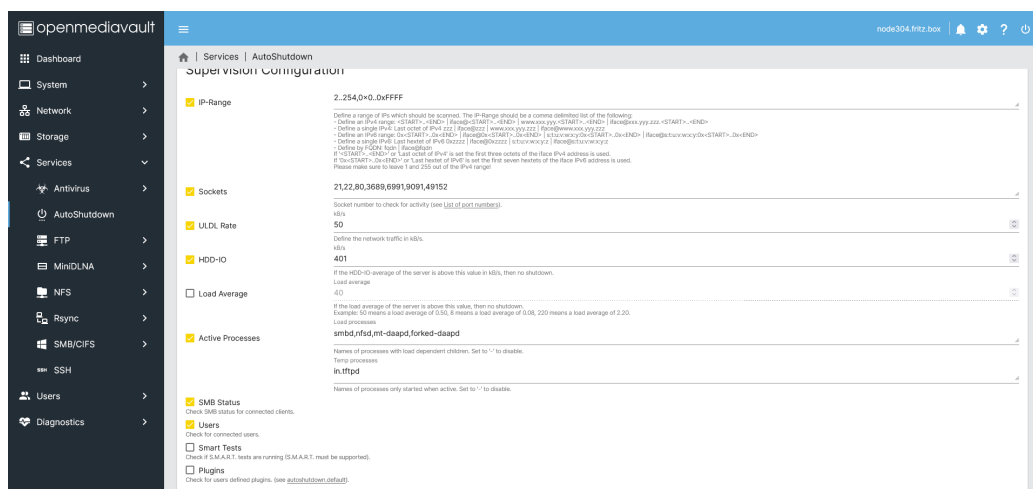 openmediavault
node304.fritz.box
Dashboard
System
Network
Storage
Services
Antivirus
AutoShutdown
FTP
MiniDLNA
NFS
Rsync
SMB/CIFS
SSH
SSH
Users
Diagnostics
| Services | AutoShutdown
Supervision Configuration
IP-Range
2..254,0x0..0xFFFF
Define a range of IPs which should be scanned. The IP-Range should be a comma delimited list of the following:
- Define an IPv4 range: <START>..<END> | iface@<START>..<END> | www.xxx.yyy.<START>..<END> | iface@xxx.yyy.zzz.<START>..<END>
- Define a single IPv4: Last octet of IPv4 zzz | iface@zzz | www.xxx.yyy.zzz | iface@www.xxx.yyy.zzz
- Define an IPv6 range: 0x<START>..0x<END> | iface@0x<START>..0x<END> | s:t:u:v:w:x:y:0x<START>..0x<END> | iface@s:t:u:v:w:x:y:0x<START>..0x<END>
- Define a single IPv6: Last hextet of IPv6 0xzzzz | iface@0xzzzz | s:t:u:v:w:x:y:z | iface@s:t:u:v:w:x:y:z
- Define by FQDN: fqdn | iface@fqdn
If '<START>..<END>' or 'Last octet of IPv4' is set the first three octets of the iface IPv4 address is used.
If '0x<START>..0x<END>' or 'Last hextet of IPv6' is set the first seven hextets of the iface IPv6 address is used.
Please make sure to leave 1 and 255 out of the IPv4 range!
Sockets
21,22,80,3689,6991,9091,49152
Socket number to check for activity (see List of port numbers).
kB/s
ULDL Rate
50
Define the network traffic in kB/s.
kB/s
HDD-IO
401
If the HDD-IO-average of the server is above this value in kB/s, then no shutdown.
Load average
Load Average
40
If the load average of the server is above this value, then no shutdown.
Example: 50 means a load average of 0.50, 8 means a load average of 0.08, 220 means a load average of 2.20.
Load processes
Active Processes
smbd,nfsd,mt-daapd,forked-daapd
Names of processes with load dependent children. Set to '-' to disable.
Temp processes
in.tftpd
Names of processes only started when active. Set to '-' to disable.
SMB Status
Check SMB status for connected clients.
Users
Check for connected users.
Smart Tests
Check if S.M.A.R.T. tests are running (S.M.A.R.T. must be supported).
Plugins
Check for users defined plugins. (see autoshutdown.default).